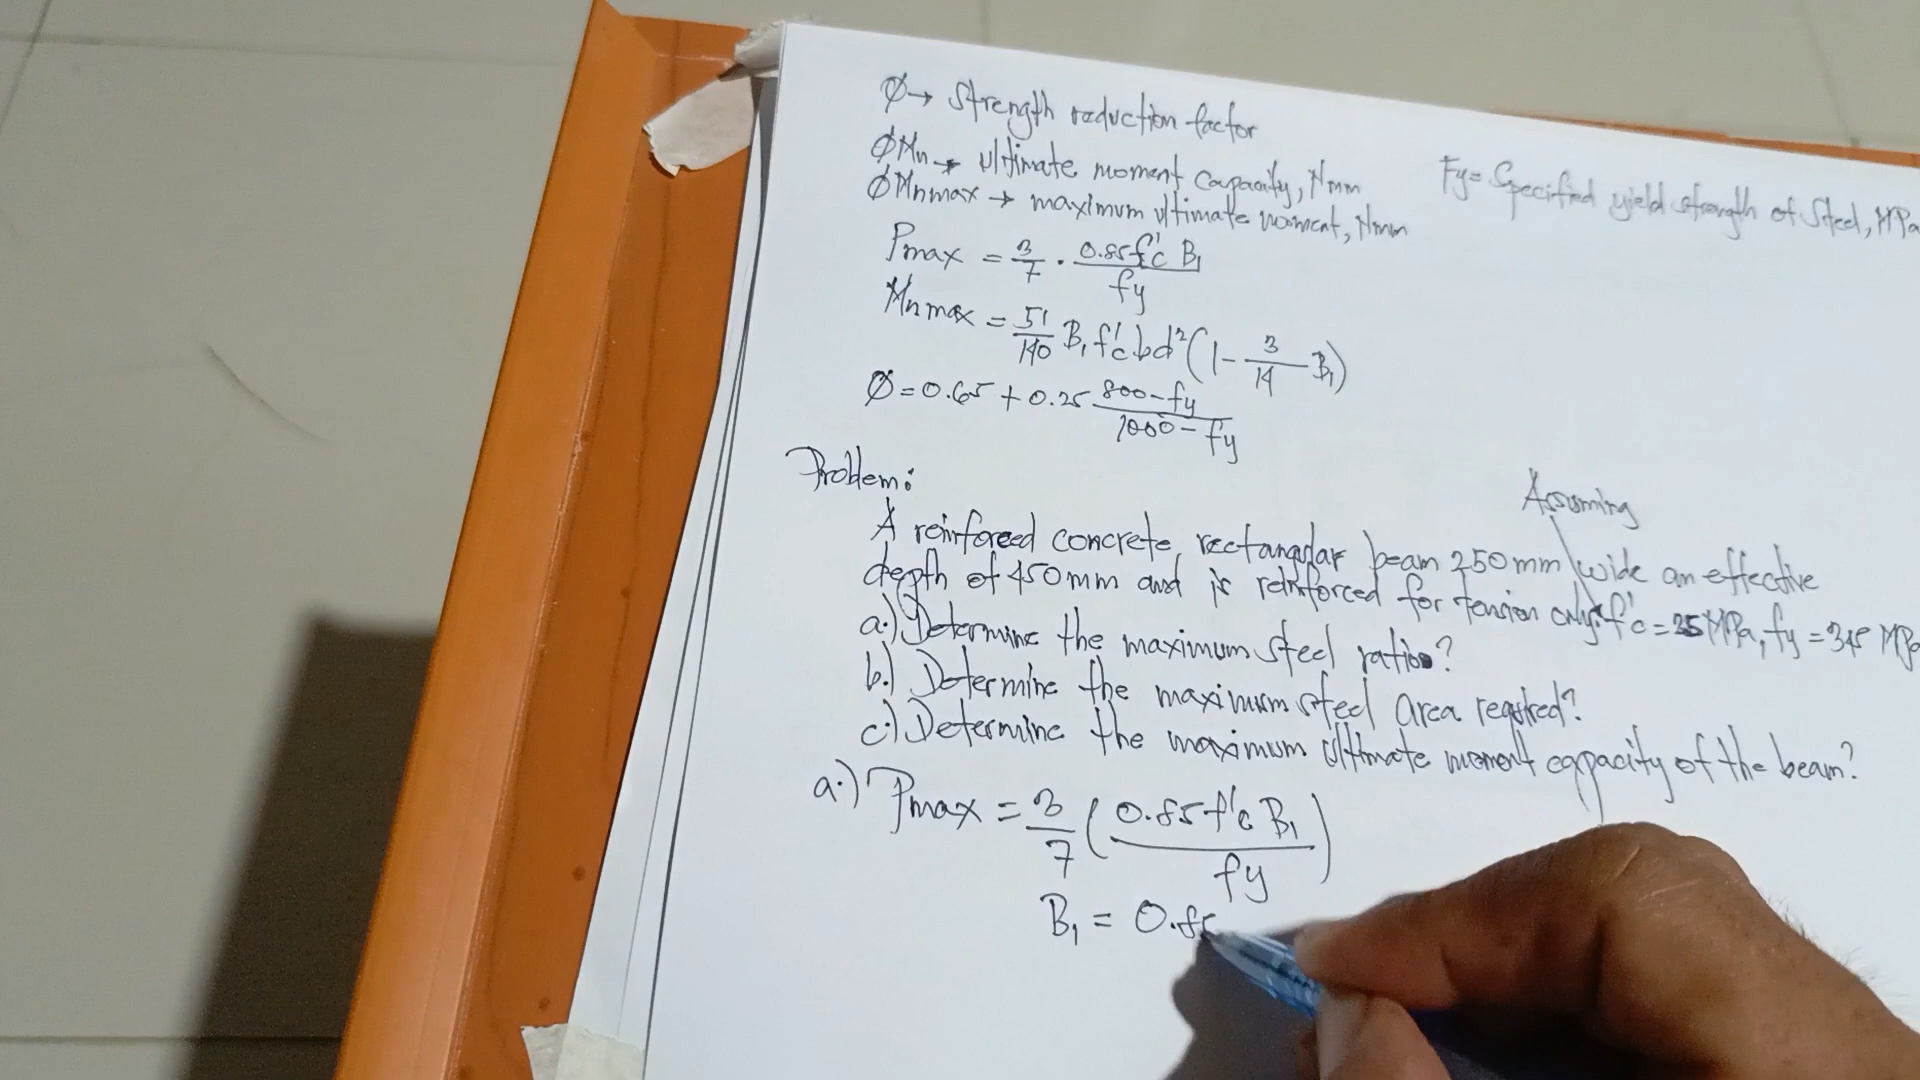 Ø → Strength reduction factor
ØMn → ultimate moment capacity, Nmm
Fy = Specified yield strength of Steel, MPa
ØMnmax → maximum ultimate moment, Nmm
Pmax = 3/7 · 0.85f'c B₁/fy
Mnmax = 51/140 B₁ f'c bd² (1 - 3/14 B₁)
Ø = 0.65 + 0.25 800-fy/1000-fy
Problem:
Assuming
A reinforced concrete, rectangular beam 250mm wide an effective
depth of 450mm and is reinforced for tension only. f'c = MPa, fy = MPa
a.) Determine the maximum steel ratio?
b.) Determine the maximum steel area required?
c.) Determine the maximum ultimate moment capacity of the beam?
a.) Pmax = 3/7 (0.85f'c B₁/fy)
B₁ = 0.85